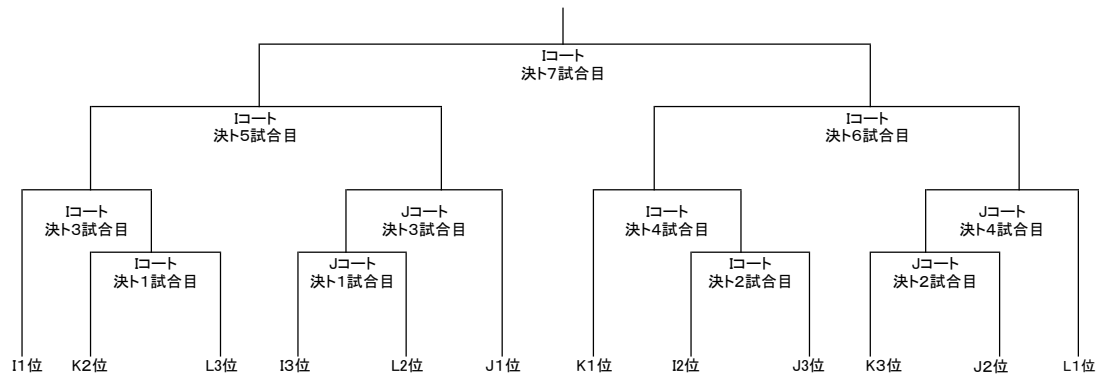 Iコート
決ト7試合目
Iコート
決ト5試合目
Iコート
決ト6試合目
Iコート
決ト3試合目
Jコート
決ト3試合目
Iコート
決ト4試合目
Jコート
決ト4試合目
Iコート
決ト1試合目
Jコート
決ト1試合目
Iコート
決ト2試合目
Jコート
決ト2試合目
I1位 K2位 L3位 I3位 L2位 J1位 K1位 I2位 J3位 K3位 J2位 L1位